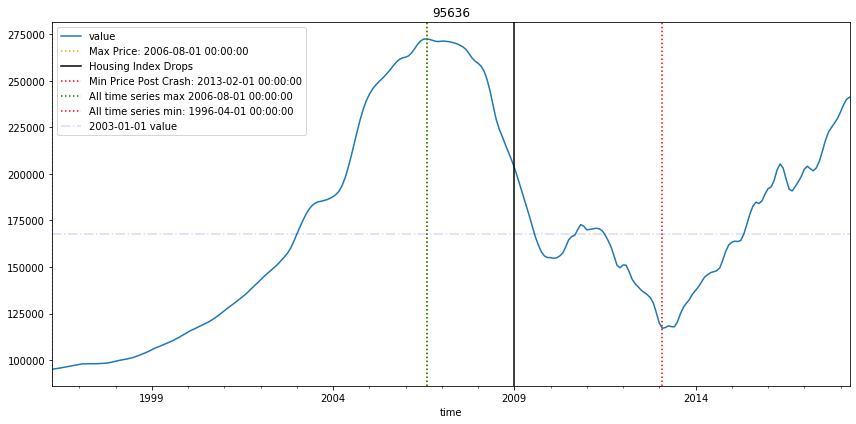 95636
value
Max Price: 2006-08-01 00:00:00
Housing Index Drops
Min Price Post Crash: 2013-02-01 00:00:00
All time series max 2006-08-01 00:00:00
All time series min: 1996-04-01 00:00:00
2003-01-01 value
275000
250000
225000
200000
175000
150000
125000
100000
1999
2004
2009
2014
time